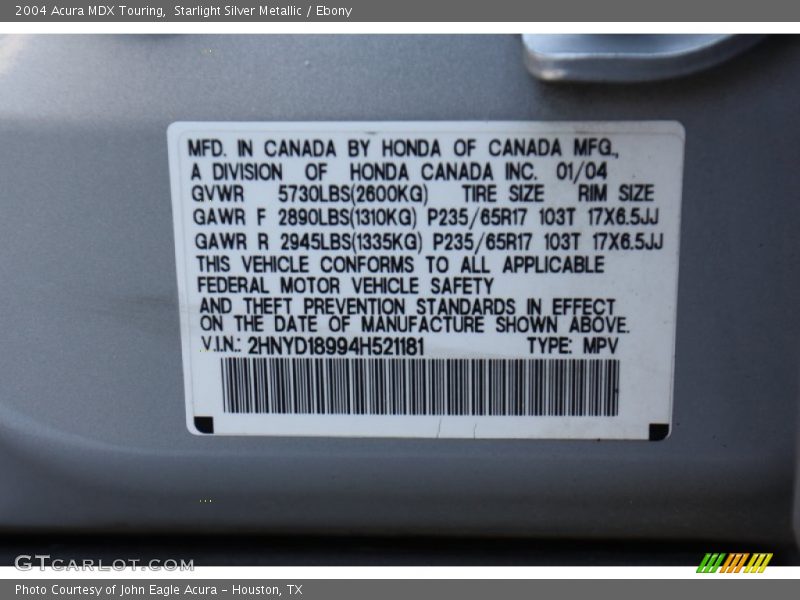 2004 Acura MDX Touring,  Starlight Silver Metallic / Ebony
MFD. IN CANADA BY HONDA OF CANADA MFG.,
A DIVISION OF HONDA CANADA INC. 01/04
GVWR 5730LBS(2600KG) TIRE SIZE RIM SIZE
GAWR F 2890LBS(1310KG) P235/65R17 103T 17X6.5JJ
GAWR R 2945LBS(1335KG) P235/65R17 103T 17X6.5JJ
THIS VEHICLE CONFORMS TO ALL APPLICABLE
FEDERAL MOTOR VEHICLE SAFETY
AND THEFT PREVENTION STANDARDS IN EFFECT
ON THE DATE OF MANUFACTURE SHOWN ABOVE.
V.I.N.: 2HNYD18994H521181 TYPE: MPV
GTCARLOT.COM
Photo Courtesy of John Eagle Acura - Houston, TX